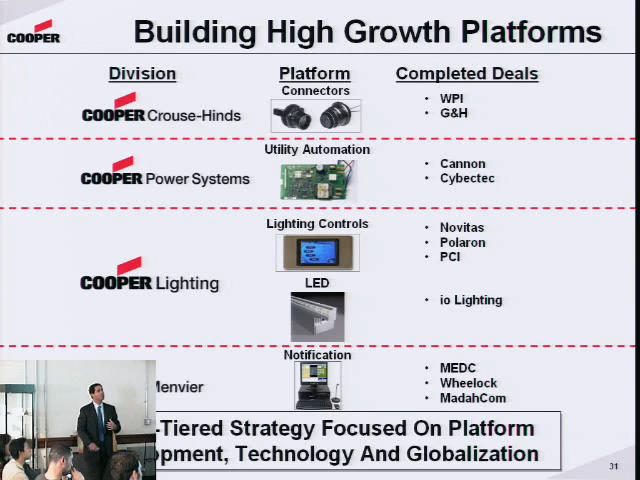 COOPER
Building High Growth Platforms
Division Platform Completed Deals
COOPER Crouse-Hinds
Connectors
• WPI
• G&H
COOPER Power Systems
Utility Automation
• Cannon
• Cybectec
COOPER Lighting
Lighting Controls
• Novitas
• Polaron
• PCI
LED
• io Lighting
Menvier
Notification
• MEDC
• Wheelock
• MadahCom
-Tiered Strategy Focused On Platform
opment, Technology And Globalization
31